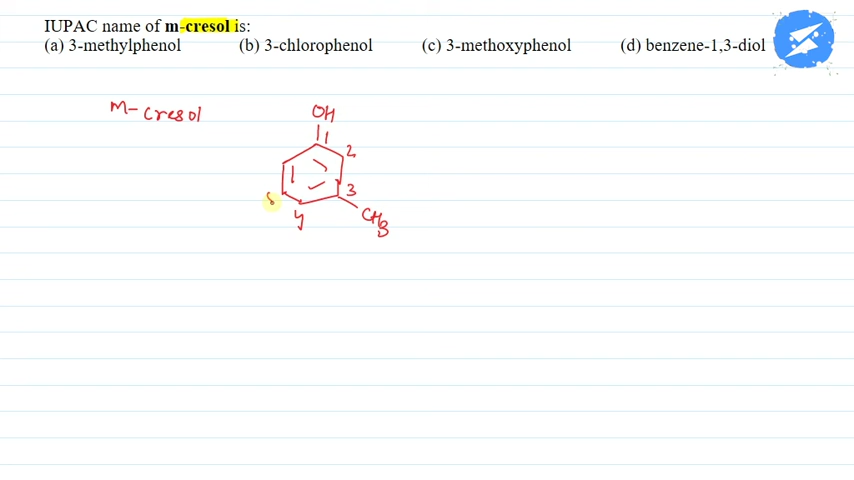 IUPAC name of m-cresol is:
(a) 3-methylphenol (b) 3-chlorophenol (c) 3-methoxyphenol (d) benzene-1,3-diol
m- cresol
OH
1
2
3
4
CH3